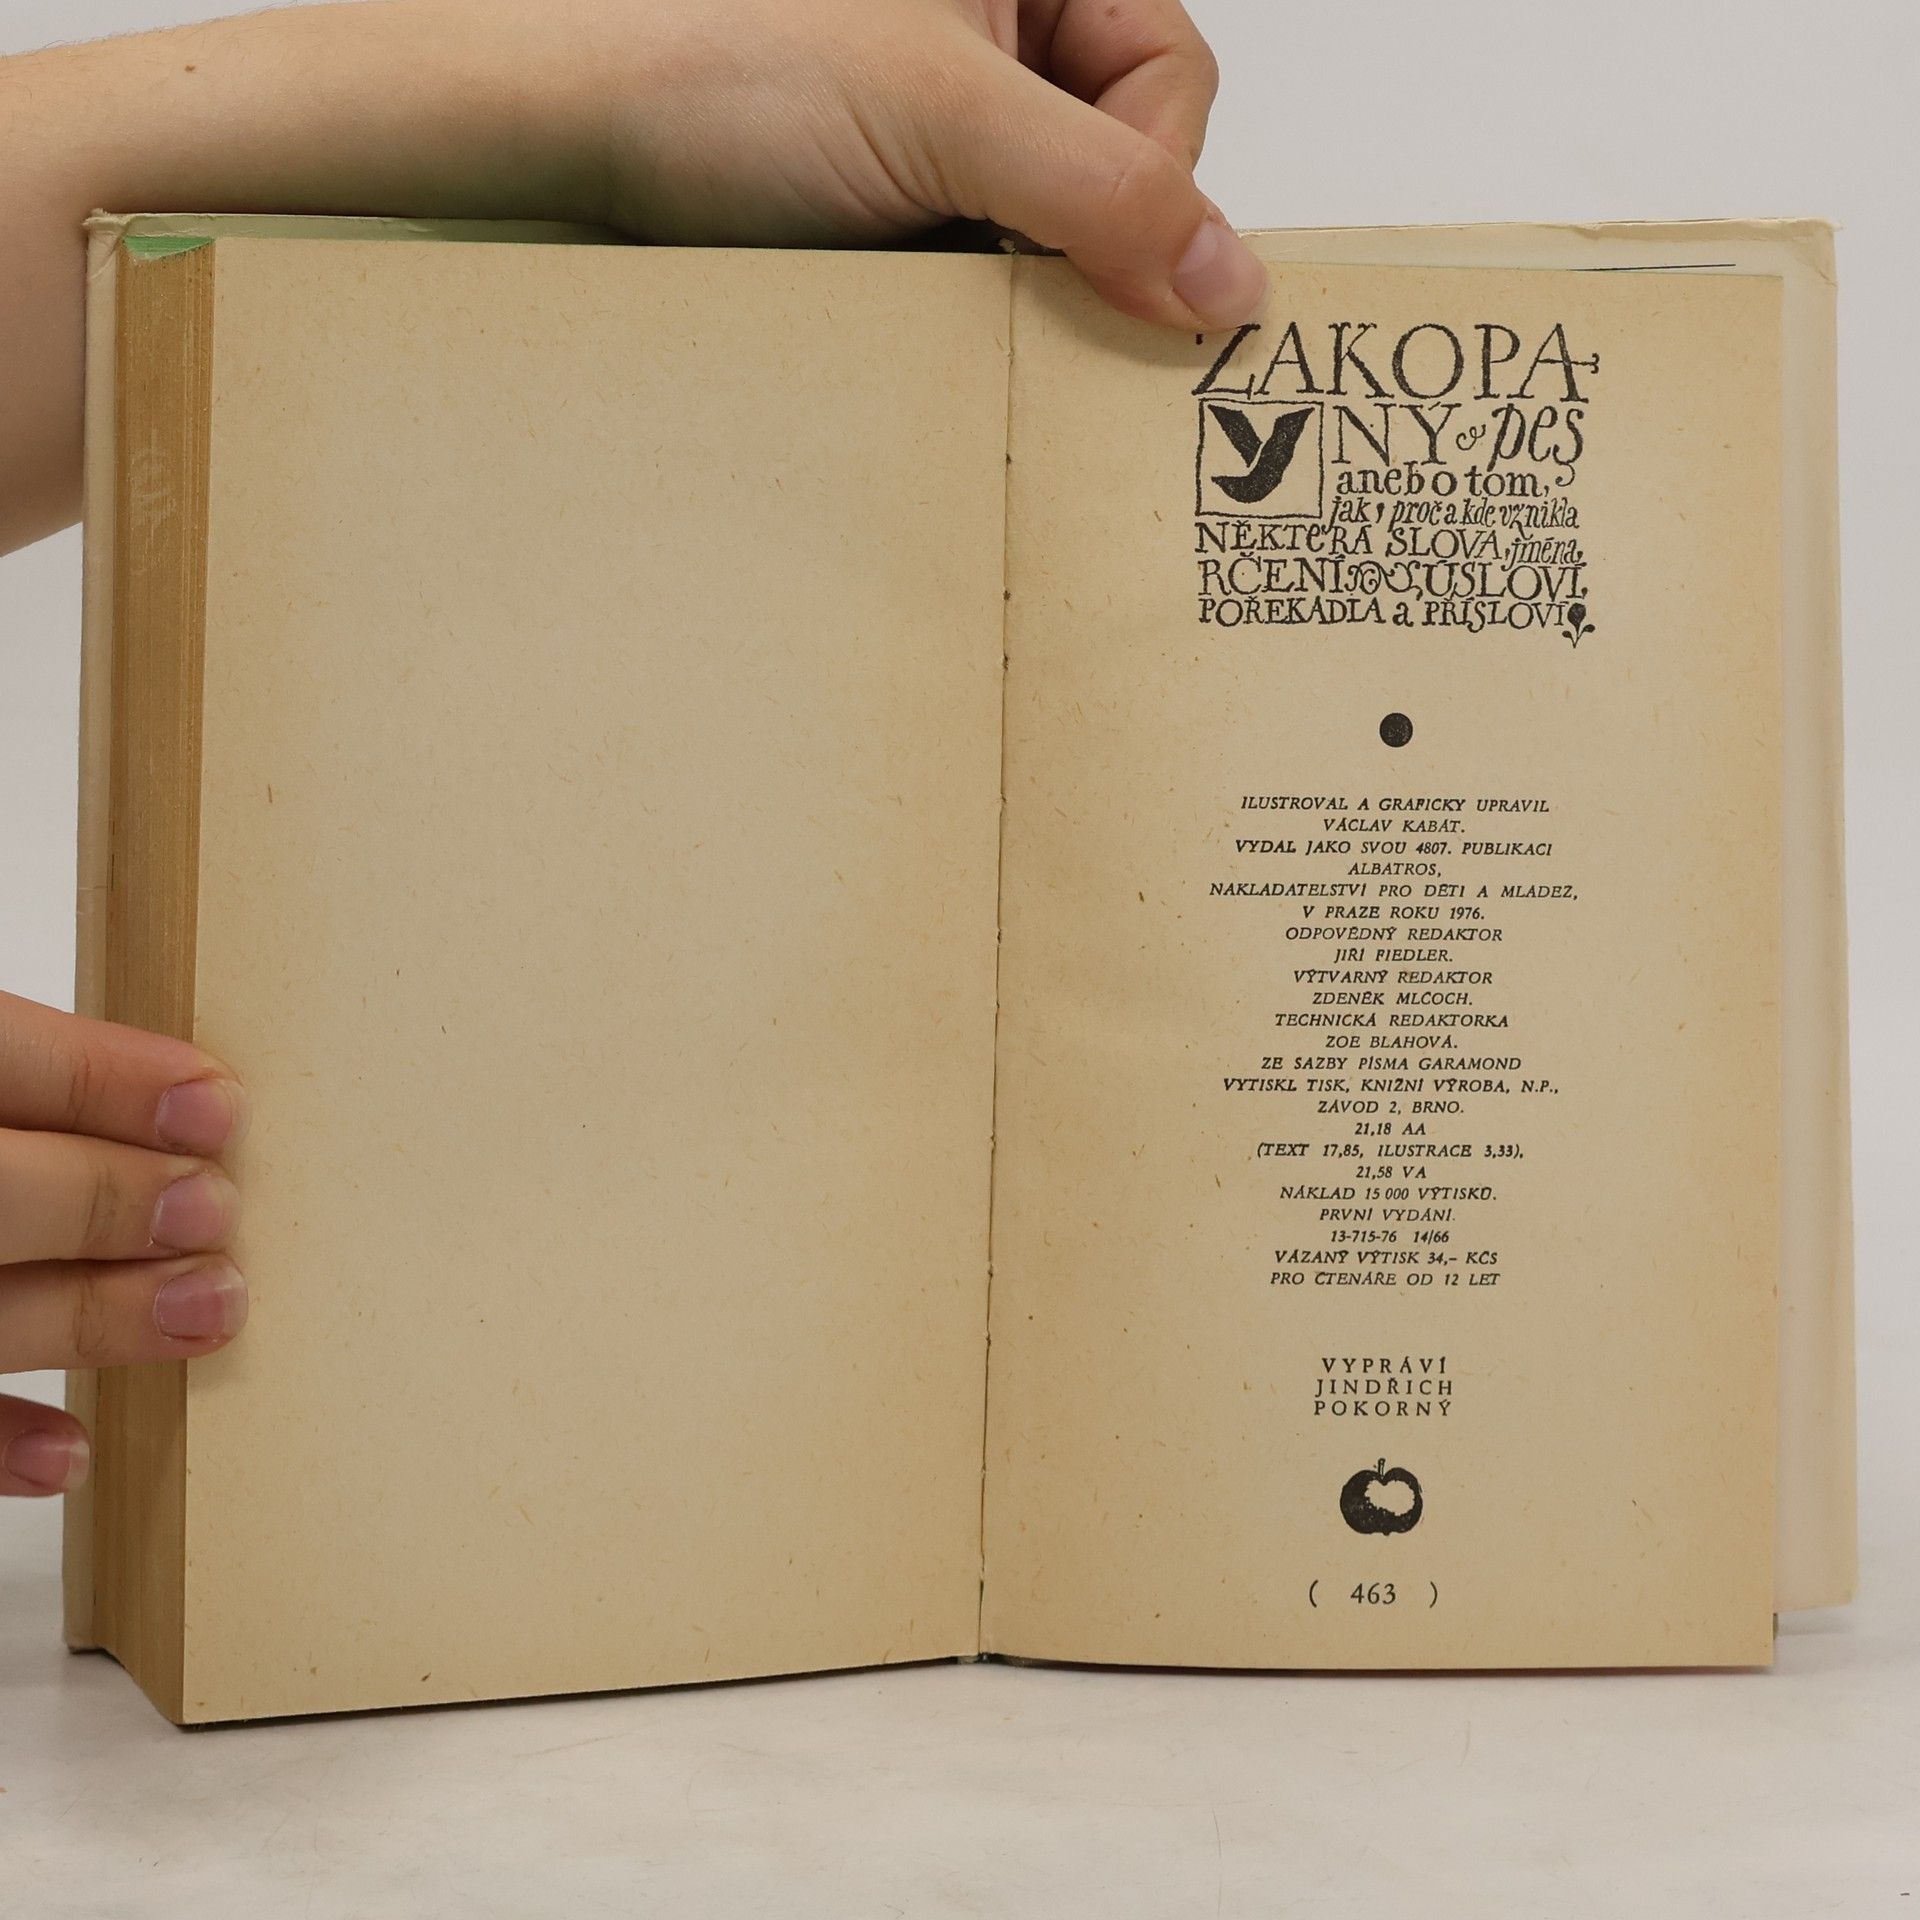 ZAKOPA
NÝ pes
anebo tom,
jak, proč a kde vznikla
NĚKTERÁ SLOVA, jména,
RČENÍ, ÚSLOVÍ,
POŘEKADLA a PŘÍSLOVÍ
ILUSTROVAL A GRAFICKY UPRAVIL
VÁCLAV KABÁT.
VYDAL JAKO SVOU 4807. PUBLIKACI
ALBATROS,
NAKLADATELSTVÍ PRO DĚTI A MLÁDEŽ,
V PRAZE ROKU 1976.
ODPOVĚDNÝ REDAKTOR
JIŘÍ FIEDLER.
VÝTVARNÝ REDAKTOR
ZDENĚK MLČOCH.
TECHNICKÁ REDAKTORKA
ZOE BLAHOVÁ.
ZE SAZBY PÍSMA GARAMOND
VYTISKL TISK, KNIŽNÍ VÝROBA, N.P.,
ZÁVOD 2, BRNO.
21,18 AA
(TEXT 17,85, ILUSTRACE 3,33),
21,58 VA
NÁKLAD 15 000 VÝTISKŮ.
PRVNÍ VYDÁNÍ.
13-715-76 14/66
VÁZANÝ VÝTISK 34,- KČS
PRO ČTENÁŘE OD 12 LET
VYPRÁVÍ
JINDŘICH
POKORNÝ
( 463 )